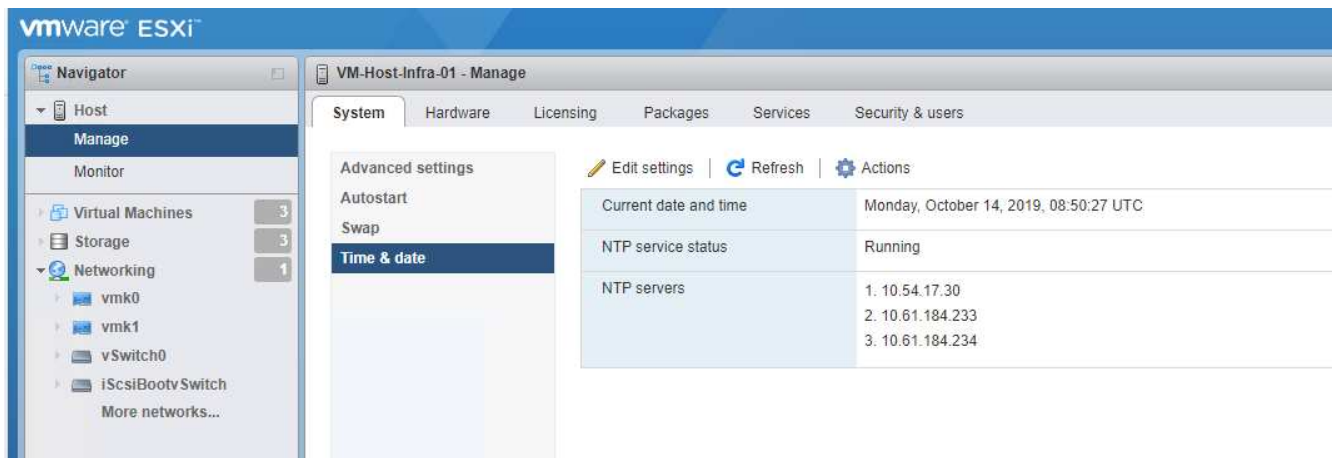 vmware ESXi™
Navigator
Host
Manage
Monitor
Virtual Machines 3
Storage 3
Networking 1
vmk0
vmk1
vSwitch0
iScsiBootvSwitch
More networks...
VM-Host-Infra-01 - Manage
System Hardware Licensing Packages Services Security & users
Advanced settings
Autostart
Swap
Time & date
Edit settings Refresh Actions
Current date and time Monday, October 14, 2019, 08:50:27 UTC
NTP service status Running
NTP servers 1. 10.54.17.30
2. 10.61.184.233
3. 10.61.184.234